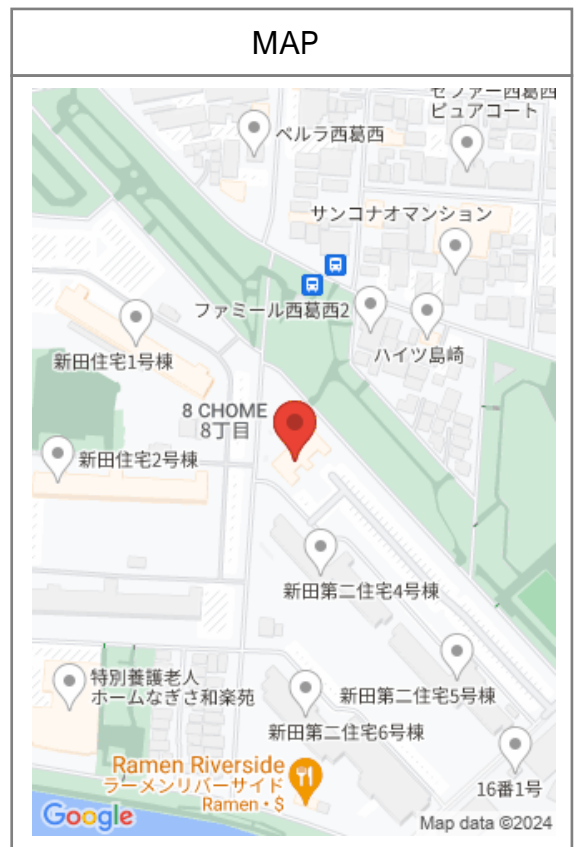 MAP
セファー西葛西
ピュアコート
ペルラ西葛西
サンコナオマンション
ファミール西葛西2
ハイツ島崎
新田住宅1号棟
8 CHOME
8丁目
新田住宅2号棟
新田第二住宅4号棟
特別養護老人
ホームなぎさ和楽苑
新田第二住宅5号棟
新田第二住宅6号棟
Ramen Riverside
ラーメンリバーサイド
Ramen • $
16番1号
Google
Map data ©2024